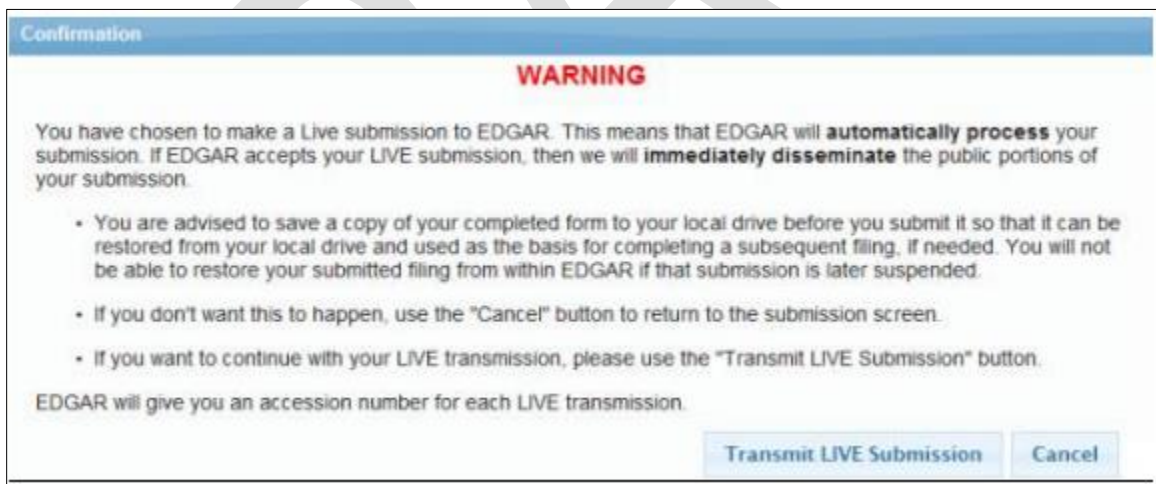 Confirmation
WARNING
You have chosen to make a Live submission to EDGAR. This means that EDGAR will automatically process your
submission. If EDGAR accepts your LIVE submission, then we will immediately disseminate the public portions of
your submission.
• You are advised to save a copy of your completed form to your local drive before you submit it so that it can be
restored from your local drive and used as the basis for completing a subsequent filing, if needed. You will not
be able to restore your submitted filing from within EDGAR if that submission is later suspended.
• If you don't want this to happen, use the "Cancel" button to return to the submission screen.
• If you want to continue with your LIVE transmission, please use the "Transmit LIVE Submission" button.
EDGAR will give you an accession number for each LIVE transmission.
Transmit LIVE Submission Cancel